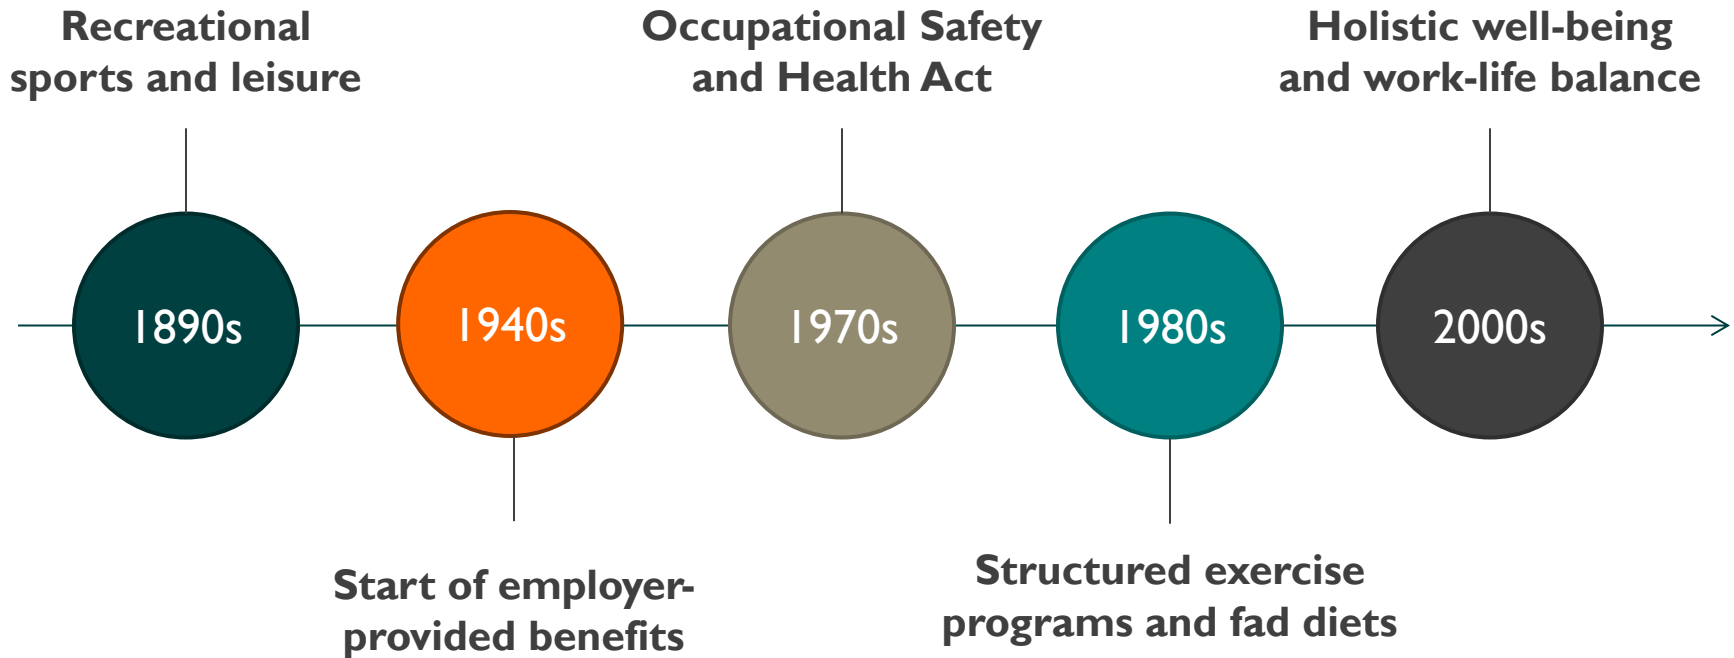 Recreational
sports and leisure
Occupational Safety
and Health Act
Holistic well-being
and work-life balance
1890s
1940s
1970s
1980s
2000s
Start of employer-
provided benefits
Structured exercise
programs and fad diets